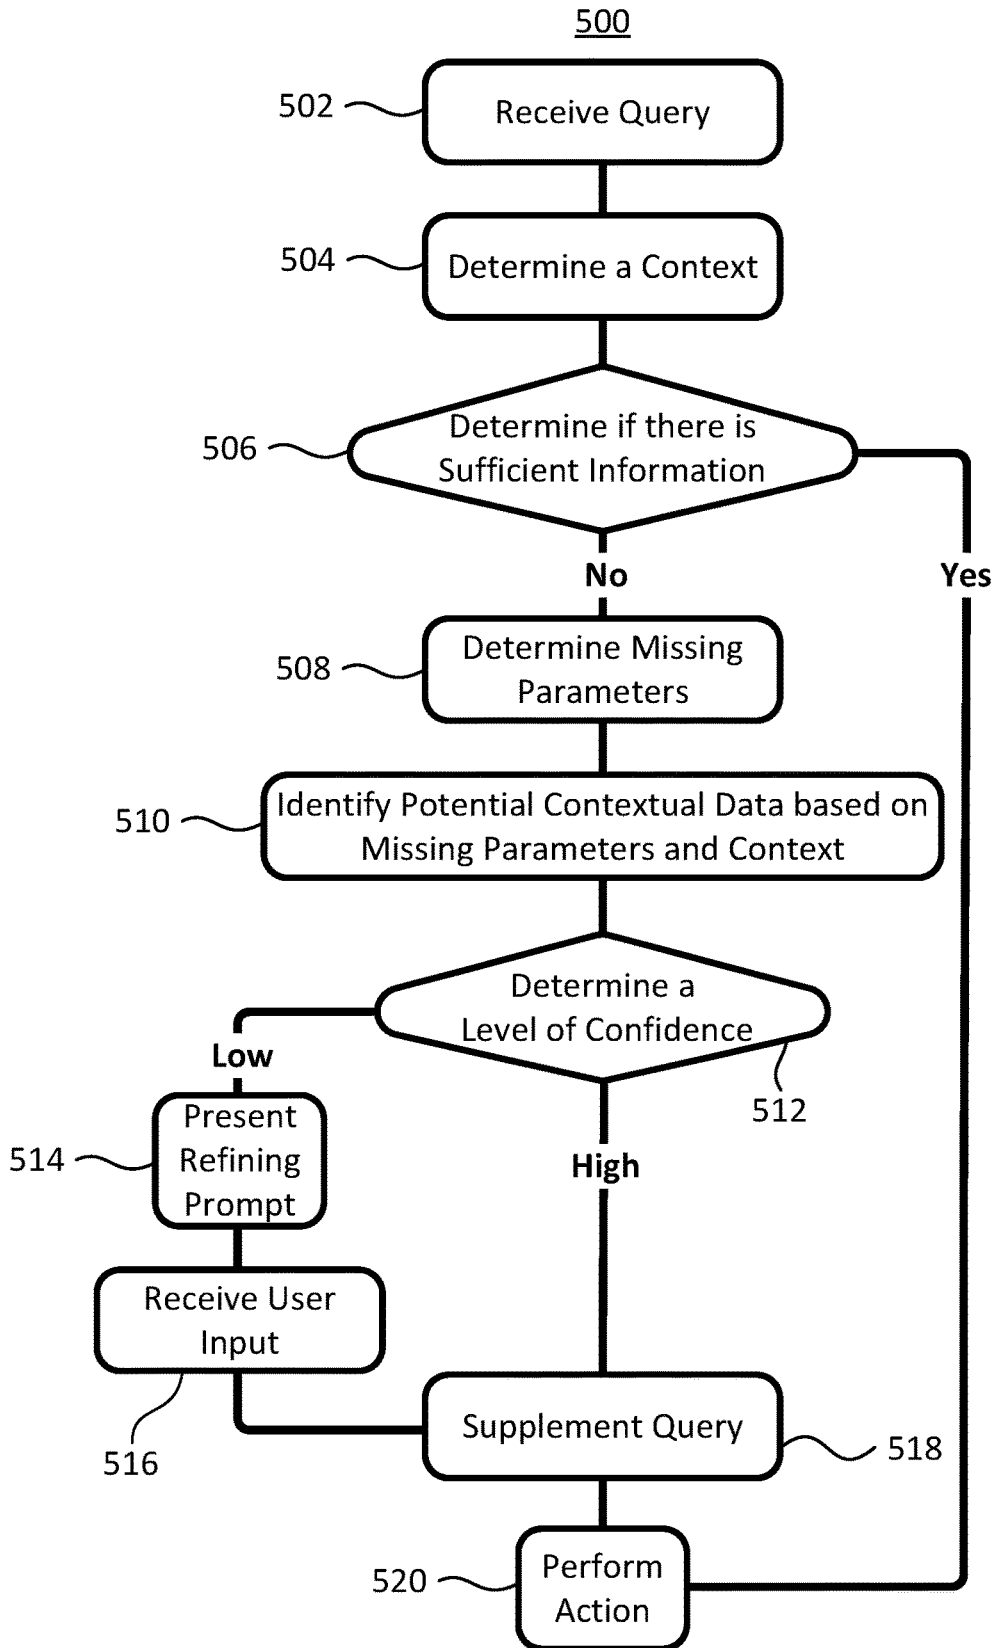 500
502
Receive Query
504
Determine a Context
506
Determine if there is
Sufficient Information
No
Yes
508
Determine Missing
Parameters
510
Identify Potential Contextual Data based on
Missing Parameters and Context
Determine a
Level of Confidence
512
Low
High
514
Present
Refining
Prompt
Receive User
Input
516
Supplement Query
518
520
Perform
Action